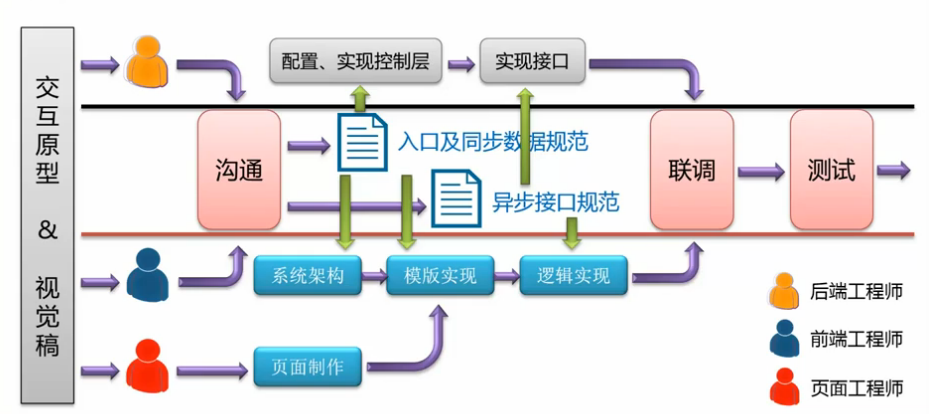 交互原型 & 视觉稿
配置、实现控制层
实现接口
沟通
入口及同步数据规范
异步接口规范
联调
测试
系统架构
模版实现
逻辑实现
页面制作
后端工程师
前端工程师
页面工程师